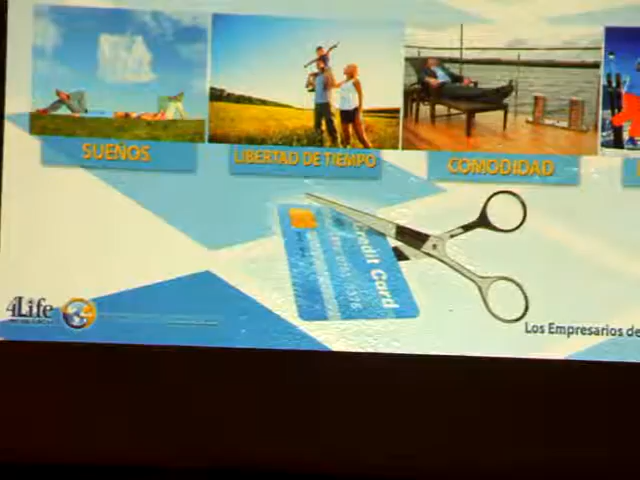 SUEÑOS
LIBERTAD DE TIEMPO
COMODIDAD
Credit Card
4Life
Los Empresarios de